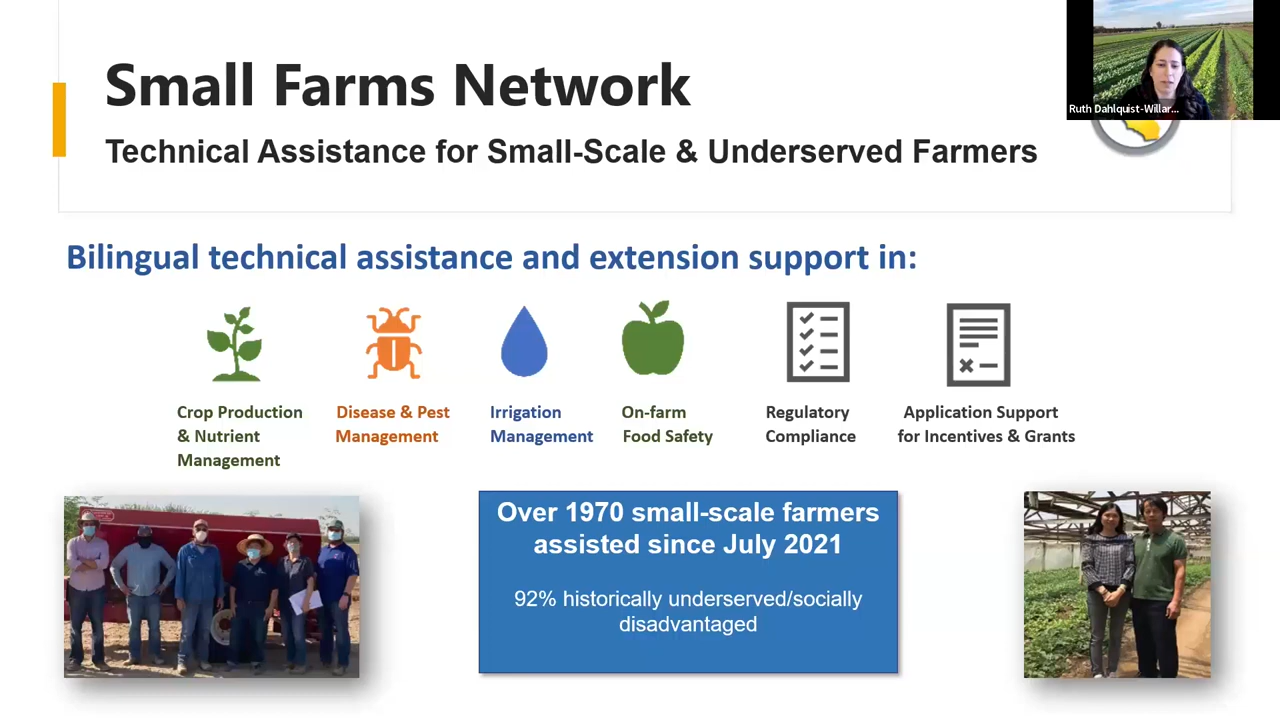 Small Farms Network
Ruth Dahlquist-Willar...
Technical Assistance for Small-Scale & Underserved Farmers
Bilingual technical assistance and extension support in:
Crop Production
& Nutrient
Management
Disease & Pest
Management
Irrigation
Management
On-farm
Food Safety
Regulatory
Compliance
Application Support
for Incentives & Grants
Over 1970 small-scale farmers
assisted since July 2021
92% historically underserved/socially
disadvantaged